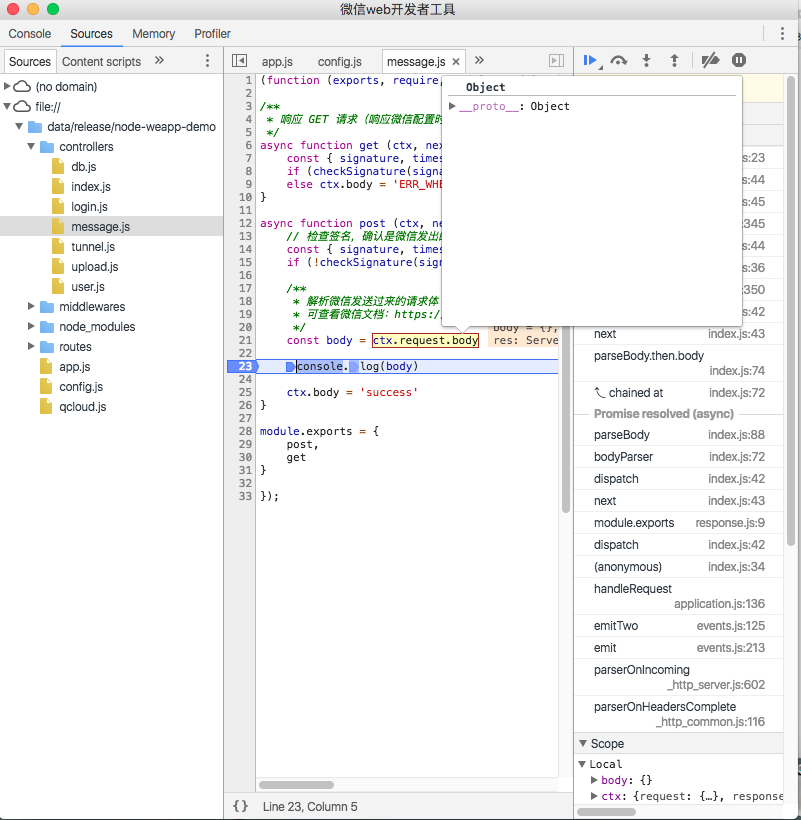 微信web开发者工具
Console Sources Memory Profiler
Sources Content scripts »
app.js config.js message.js × »
(no domain)
file://
data/release/node-weapp-demo
controllers
db.js
index.js
login.js
message.js
tunnel.js
upload.js
user.js
middlewares
node_modules
routes
app.js
config.js
qcloud.js
1 (function (exports, require,
2
3 /**
4 * 响应 GET 请求（响应微信配置时
5 */
6 async function get (ctx, nex
7 const { signature, times
8 if (checkSignature(signa
9 else ctx.body = 'ERR_WHE
10 }
11
12 async function post (ctx, ne
13 // 检查签名，确认是微信发出的
14 const { signature, times
15 if (!checkSignature(sign
16
17 /**
18 * 解析微信发送过来的请求体
19 * 可查看微信文档：https:/
20 */
21 const body = ctx.request.body body = {},
res: Serve
22
23 console.log(body)
24
25 ctx.body = 'success'
26 }
27
28 module.exports = {
29 post,
30 get
31 }
32
33 });
Object
__proto__: Object
{} Line 23, Column 5
js:23
js:44
js:45
345
js:44
js:36
350
js:42
next index.js:43
parseBody.then.body
index.js:74
chained at index.js:72
Promise resolved (async)
parseBody index.js:88
bodyParser index.js:72
dispatch index.js:42
next index.js:43
module.exports response.js:9
dispatch index.js:42
(anonymous) index.js:34
handleRequest
application.js:136
emitTwo events.js:125
emit events.js:213
parserOnIncoming
_http_server.js:602
parserOnHeadersComplete
_http_common.js:116
Scope
Local
body: {}
ctx: {request: {…}, response